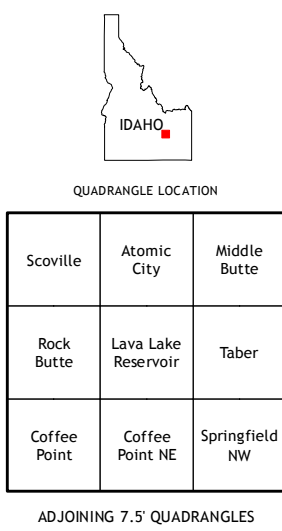 IDAHO
QUADRANGLE LOCATION
Scoville
Atomic
City
Middle
Butte
Rock
Butte
Lava Lake
Reservoir
Taber
Coffee
Point
Coffee
Point NE
Springfield
NW
ADJOINING 7.5' QUADRANGLES